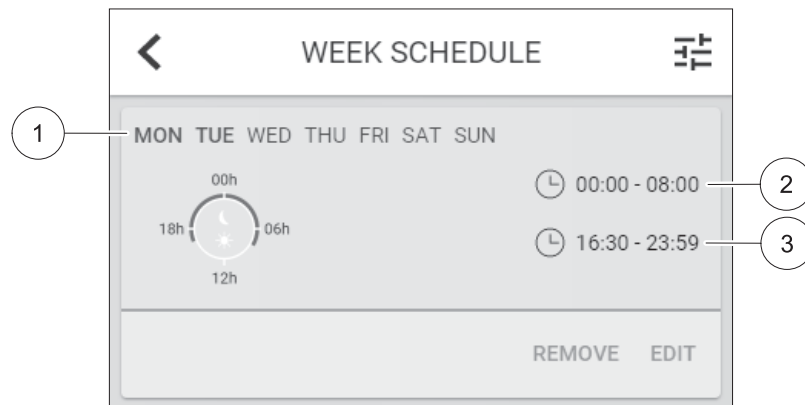 WEEK SCHEDULE
1
MON TUE WED THU FRI SAT SUN
00h
18h
06h
12h
00:00 - 08:00
2
16:30 - 23:59
3
REMOVE EDIT